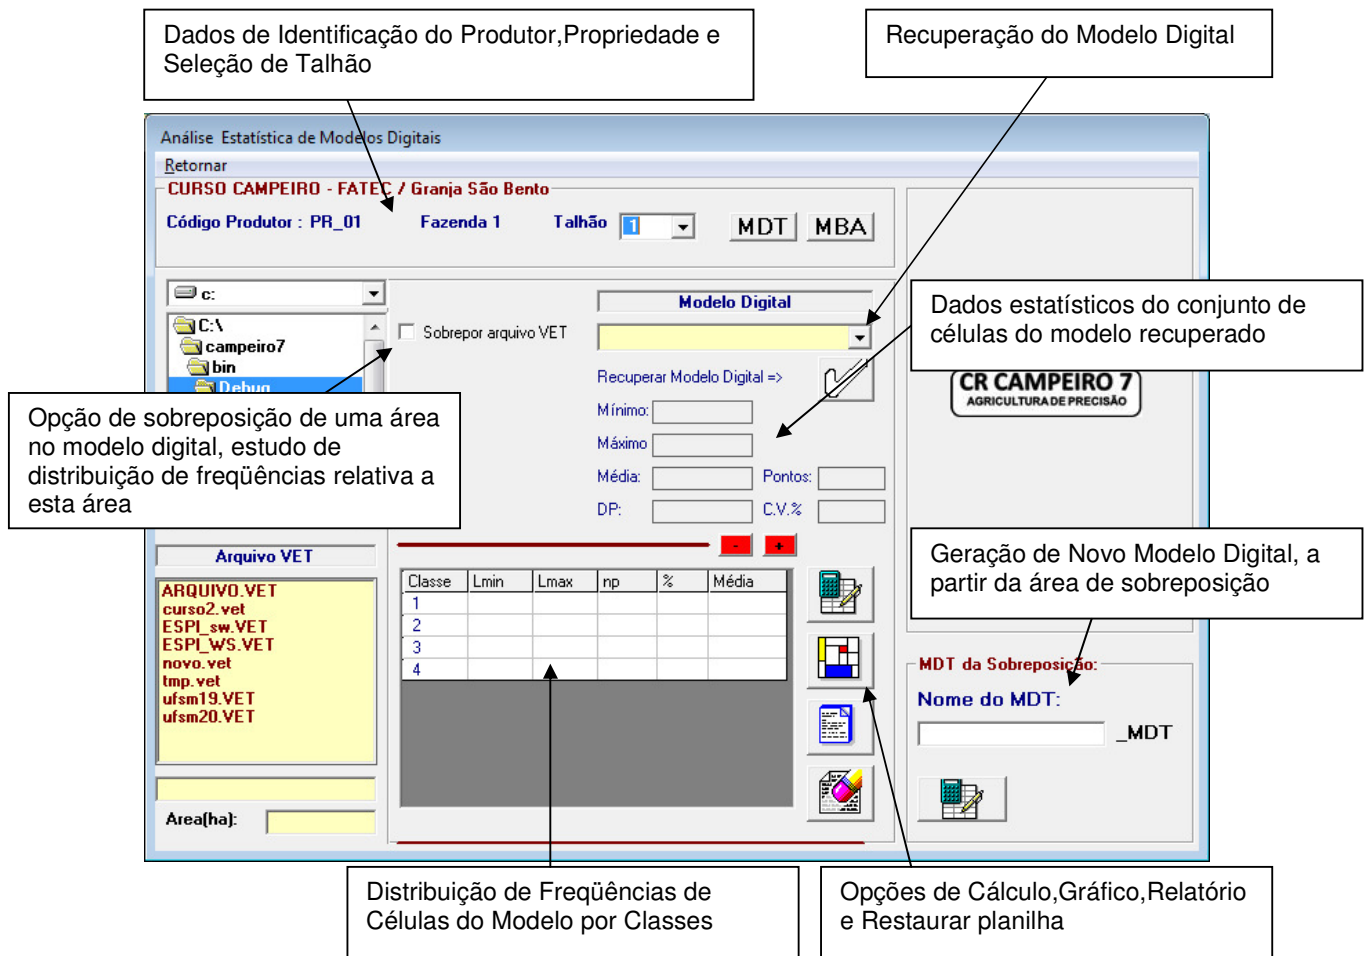 Dados de Identificação do Produtor,Propriedade e
Seleção de Talhão
Recuperação do Modelo Digital
Análise Estatística de Modelos Digitais
Retornar
CURSO CAMPEIRO - FATEC / Granja São Bento
Código Produtor : PR_01 Fazenda 1 Talhão 1 MDT MBA
c:
C:\
campeiro7
bin
Debug
Sobrepor arquivo VET
Modelo Digital
Recuperar Modelo Digital =>
Mínimo:
Máximo
Média: Pontos:
DP: C.V.%
- +
Dados estatísticos do conjunto de
células do modelo recuperado
CR CAMPEIRO 7
AGRICULTURA DE PRECISÃO
Opção de sobreposição de uma área
no modelo digital, estudo de
distribuição de freqüências relativa a
esta área
Geração de Novo Modelo Digital, a
partir da área de sobreposição
Arquivo VET
ARQUIVO.VET
curso2.vet
ESPI_sw.VET
ESPI_WS.VET
novo.vet
tmp.vet
ufsm19.VET
ufsm20.VET
Area(ha):
Classe Lmin Lmax np % Média
1
2
3
4
MDT da Sobreposição:
Nome do MDT:
_MDT
Distribuição de Freqüências de
Células do Modelo por Classes
Opções de Cálculo,Gráfico,Relatório
e Restaurar planilha